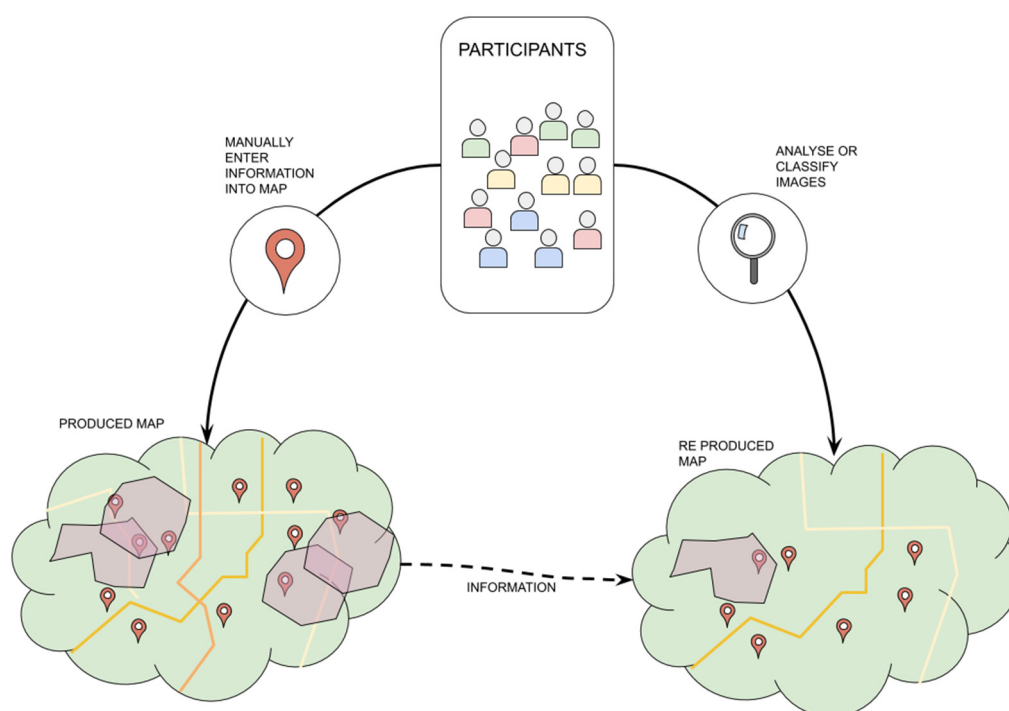 PARTICIPANTS
MANUALLY
ENTER
INFORMATION
INTO MAP
ANALYSE OR
CLASSIFY
IMAGES
PRODUCED MAP
RE PRODUCED
MAP
INFORMATION